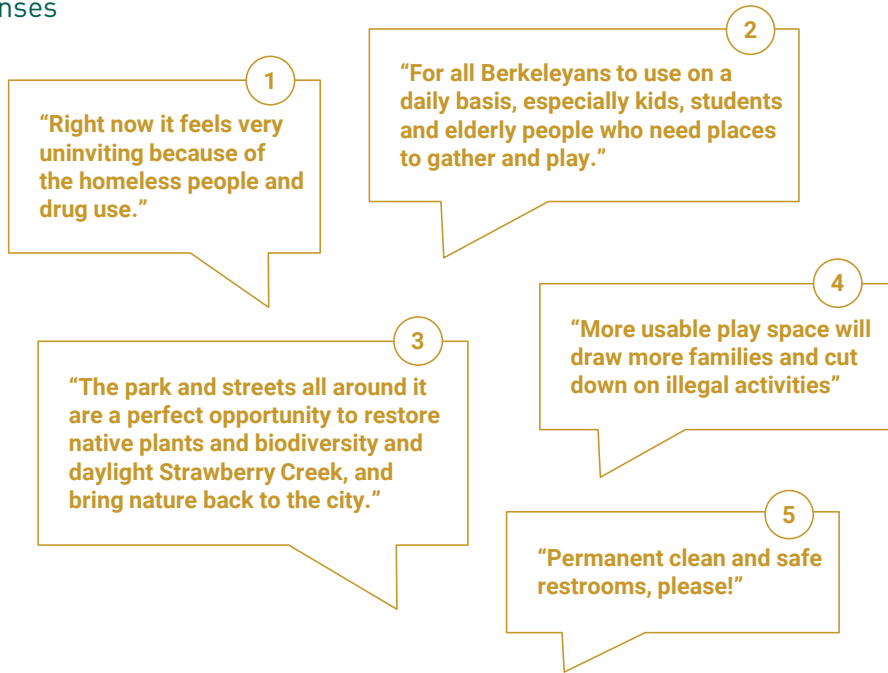 1
“Right now it feels very
uninviting because of
the homeless people and
drug use.”
2
“For all Berkeleyans to use on a
daily basis, especially kids, students
and elderly people who need places
to gather and play.”
3
“The park and streets all around it
are a perfect opportunity to restore
native plants and biodiversity and
daylight Strawberry Creek, and
bring nature back to the city.”
4
“More usable play space will
draw more families and cut
down on illegal activities”
5
“Permanent clean and safe
restrooms, please!”